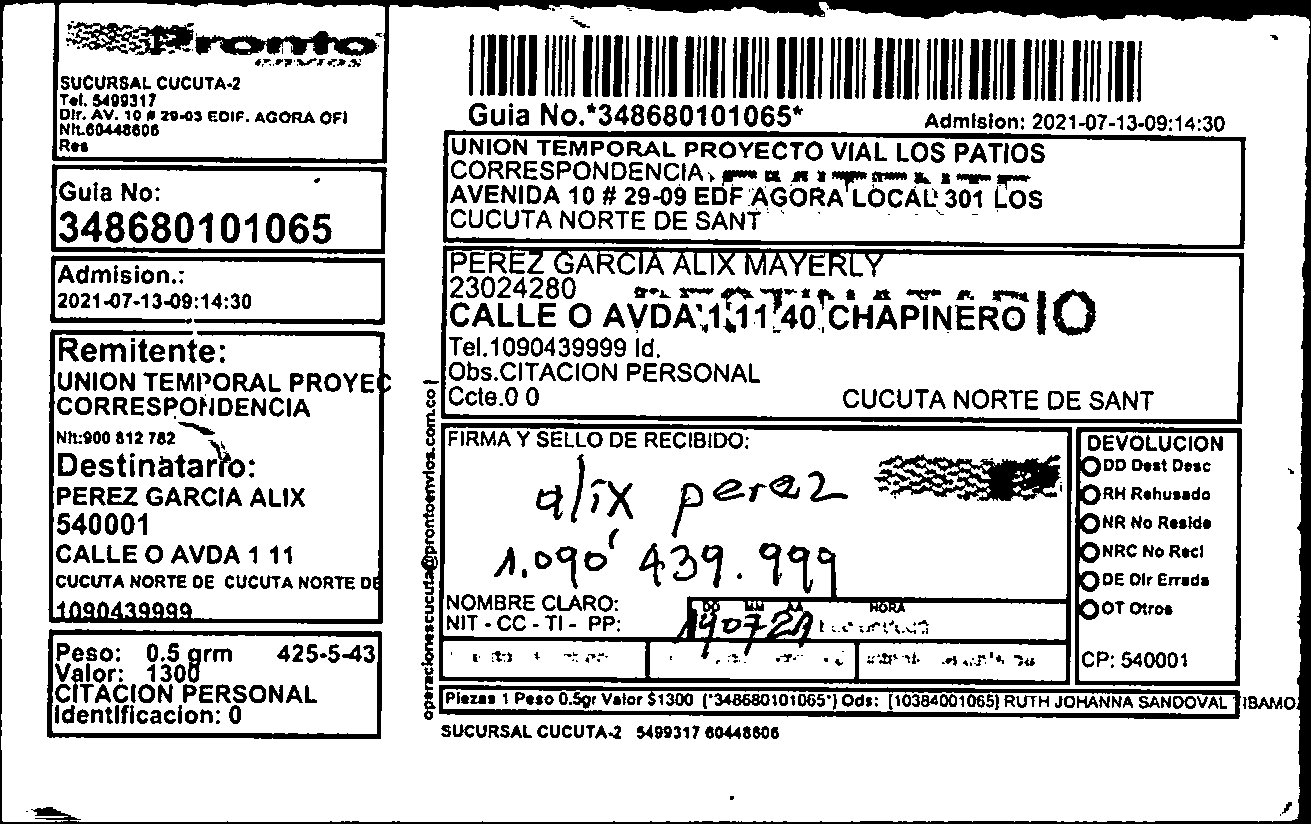 Pronto
envios
SUCURSAL CUCUTA-2
Tel. 5499317
Dir. AV. 10 # 29-03 EDIF. AGORA OFI
Nit.60448606
Res
Guia No:
348680101065
Admision.:
2021-07-13-09:14:30
Remitente:
UNION TEMPORAL PROYEC
CORRESPONDENCIA
Nit:900 812 782
Destinatario:
PEREZ GARCIA ALIX
540001
CALLE O AVDA 1 11
CUCUTA NORTE DE CUCUTA NORTE DE
1090439999
Peso: 0.5 grm 425-5-43
Valor: 1300
CITACION PERSONAL
Identificacion: 0
operacionescucuta@prontoenvios.com.co
Guia No.*348680101065*
Admision: 2021-07-13-09:14:30
UNION TEMPORAL PROYECTO VIAL LOS PATIOS
CORRESPONDENCIA
AVENIDA 10 # 29-09 EDF AGORA LOCAL 301 LOS
CUCUTA NORTE DE SANT
PEREZ GARCIA ALIX MAYERLY
23024280
CALLE O AVDA 1 11 40 CHAPINERO 10
Tel.1090439999 Id.
Obs.CITACION PERSONAL
Ccte.0 0
CUCUTA NORTE DE SANT
FIRMA Y SELLO DE RECIBIDO:
alix perez
1.090'439.999
NOMBRE CLARO:
NIT - CC - TI - PP:
DD MM AA HORA
190721
DEVOLUCION
DD Dest Desc
RH Rehusado
NR No Reside
NRC No Recl
DE Dir Errada
OT Otros
CP: 540001
Piezas 1 Peso 0.5gr Valor $1300 (*348680101065*) Ods: [10384001065] RUTH JOHANNA SANDOVAL TIBAMO
SUCURSAL CUCUTA-2 5499317 60448606